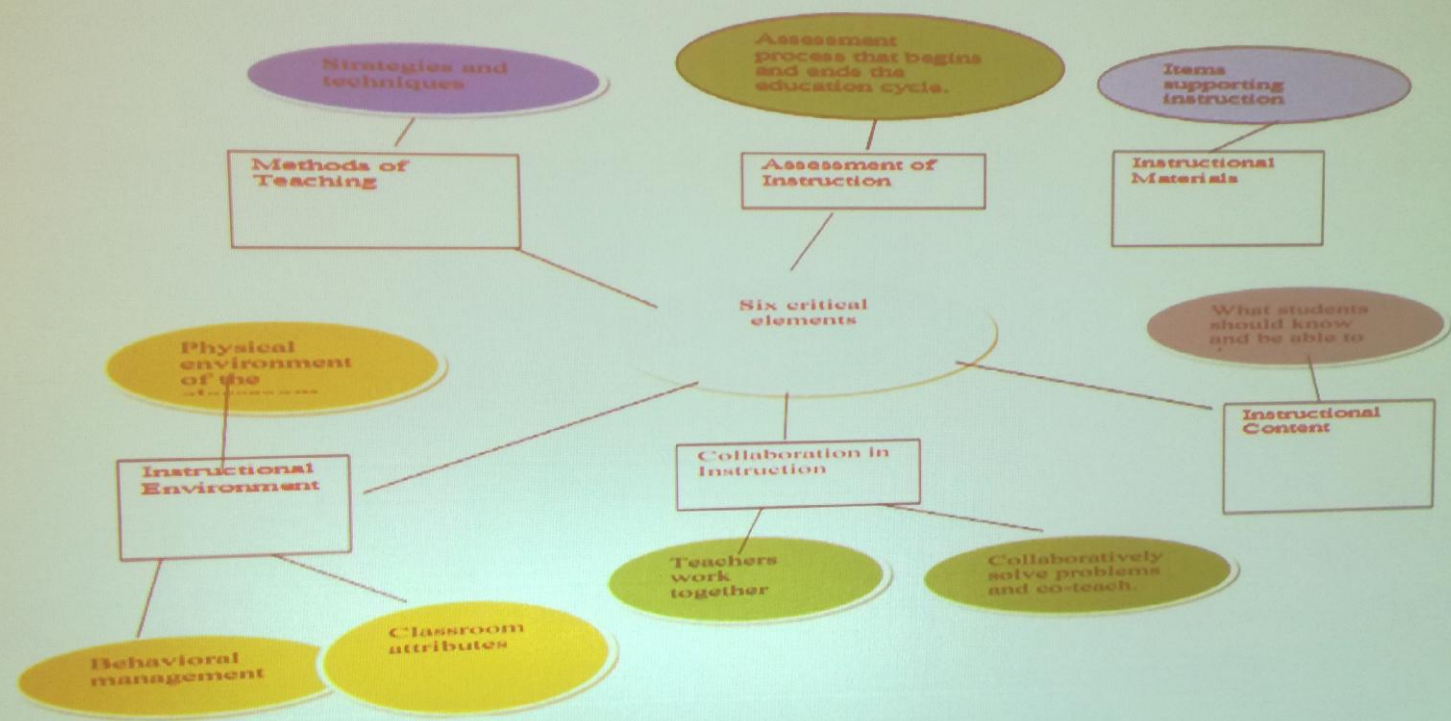 Strategies and
techniques
Assessment
process that begins
and ends the
education cycle.
Items
supporting
instruction
Methods of
Teaching
Assessment of
Instruction
Instructional
Materials
Six critical
elements
What students
should know
and be able to
Physical
environment
of the
Instructional
Content
Instructional
Environment
Collaboration in
Instruction
Teachers
work
together
Collaboratively
solve problems
and co-teach.
Classroom
attributes
Behavioral
management